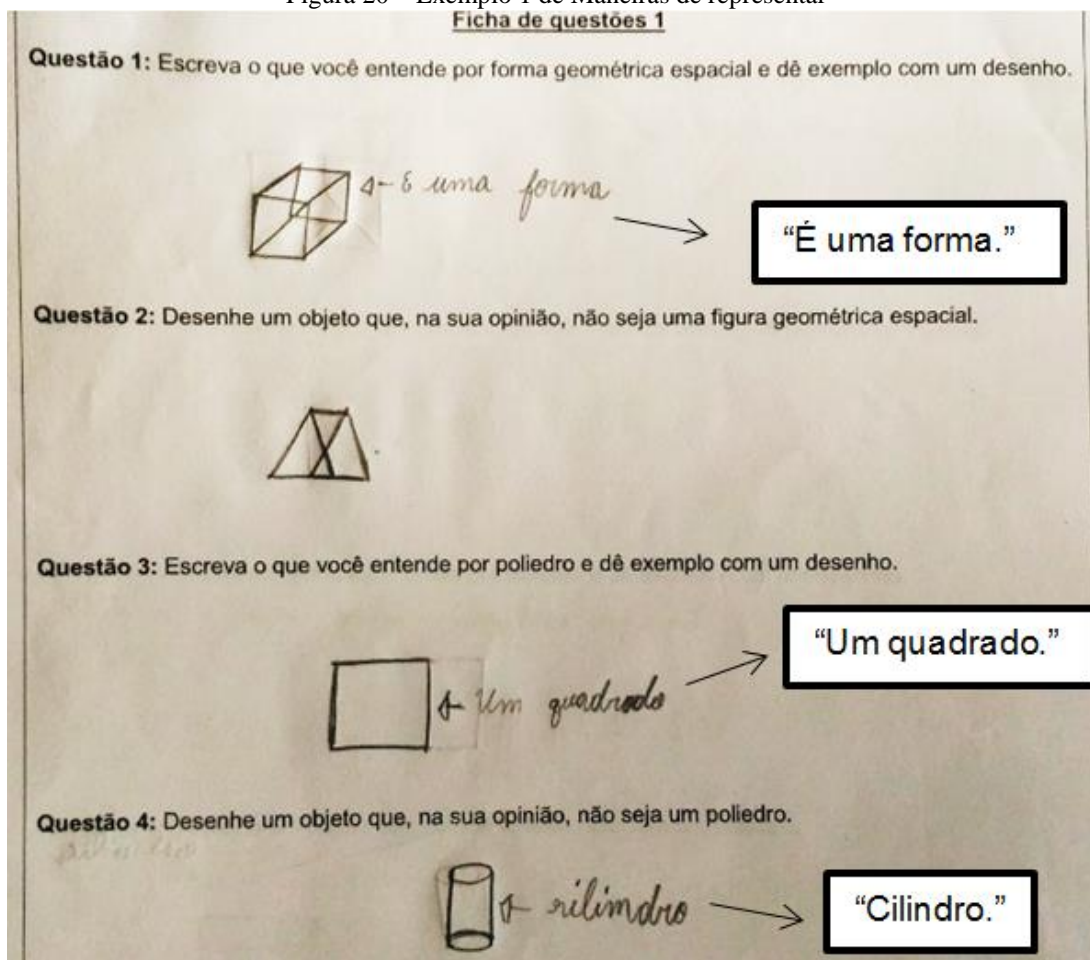 Figura 20 – Exemplo 1 de Maneiras de representar
Ficha de questões 1
Questão 1: Escreva o que você entende por forma geométrica espacial e dê exemplo com um desenho.
É uma forma
“É uma forma.”
Questão 2: Desenhe um objeto que, na sua opinião, não seja uma figura geométrica espacial.
Questão 3: Escreva o que você entende por poliedro e dê exemplo com um desenho.
“Um quadrado.”
Um quadrado
Questão 4: Desenhe um objeto que, na sua opinião, não seja um poliedro.
rilimdro
“Cilindro.”